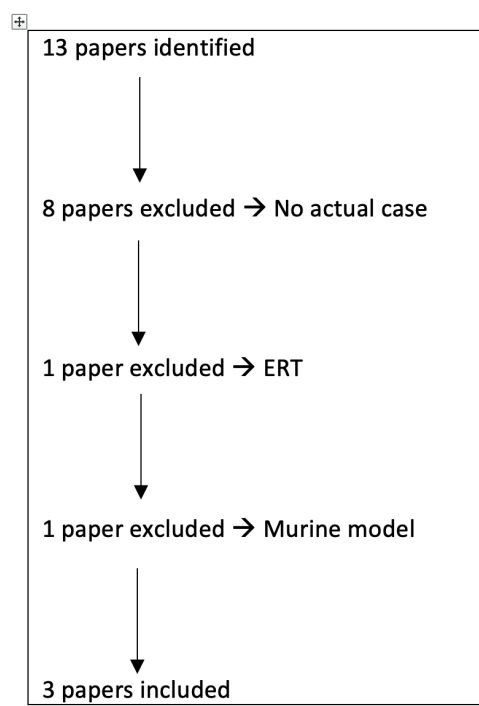 13 papers identified
8 papers excluded → No actual case
1 paper excluded → ERT
1 paper excluded → Murine model
3 papers included